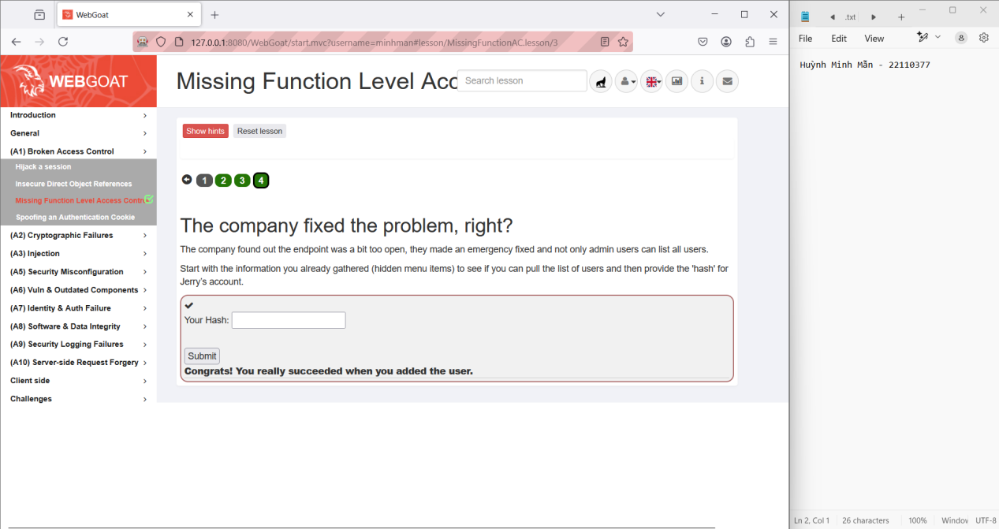 WebGoat
127.0.0.1:8080/WebGoat/start.mvc?username=minhman#lesson/MissingFunctionAC.lesson/3
WEBGOAT
Introduction
General
(A1) Broken Access Control
Hijack a session
Insecure Direct Object References
Missing Function Level Access Contr
Spoofing an Authentication Cookie
(A2) Cryptographic Failures
(A3) Injection
(A5) Security Misconfiguration
(A6) Vuln & Outdated Components
(A7) Identity & Auth Failure
(A8) Software & Data Integrity
(A9) Security Logging Failures
(A10) Server-side Request Forgery
Client side
Challenges
Missing Function Level Acc
Search lesson
Show hints
Reset lesson
1 2 3 4
The company fixed the problem, right?
The company found out the endpoint was a bit too open, they made an emergency fixed and not only admin users can list all users.
Start with the information you already gathered (hidden menu items) to see if you can pull the list of users and then provide the 'hash' for
Jerry's account.
Your Hash:
Submit
Congrats! You really succeeded when you added the user.
.txt
File Edit View
Huỳnh Minh Mẫn - 22110377
Ln 2, Col 1 26 characters 100% Window UTF-8